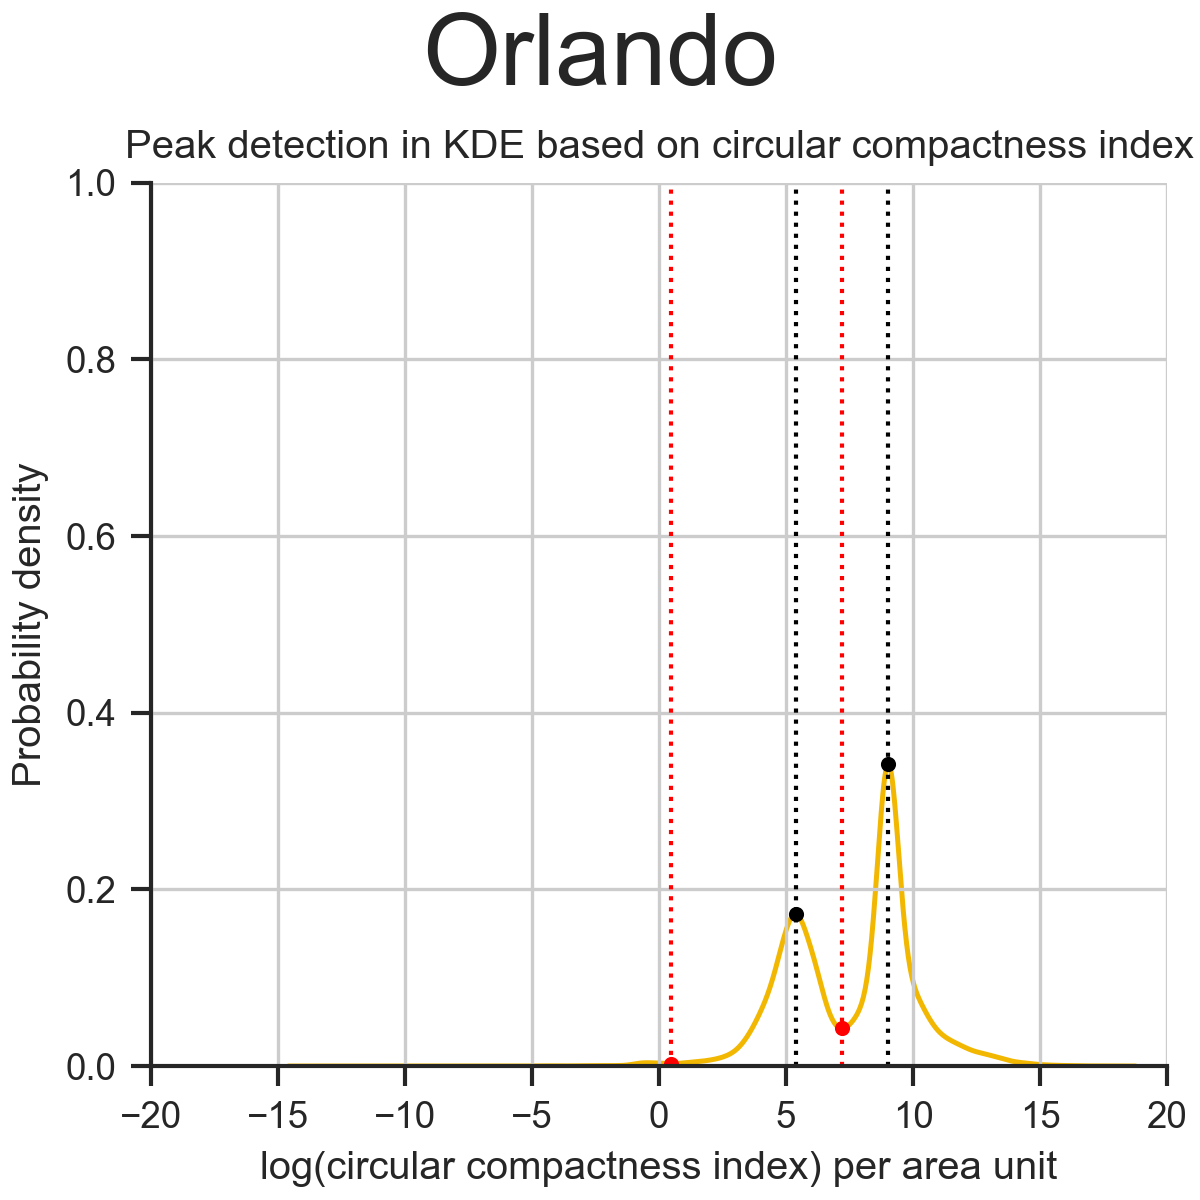 Orlando
Peak detection in KDE based on circular compactness index
1.0
0.8
0.6
0.4
0.2
0.0
Probability density
−20 −15 −10 −5 0 5 10 15 20
log(circular compactness index) per area unit